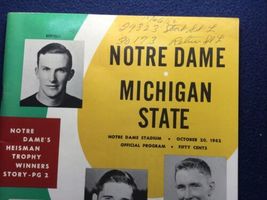 NOTRE DAME
MICHIGAN
STATE
NOTRE DAME STADIUM • OCTOBER 20, 1962
OFFICIAL PROGRAM • FIFTY CENTS
NOTRE
DAME'S
HEISMAN
TROPHY
WINNERS
STORY-PG 2